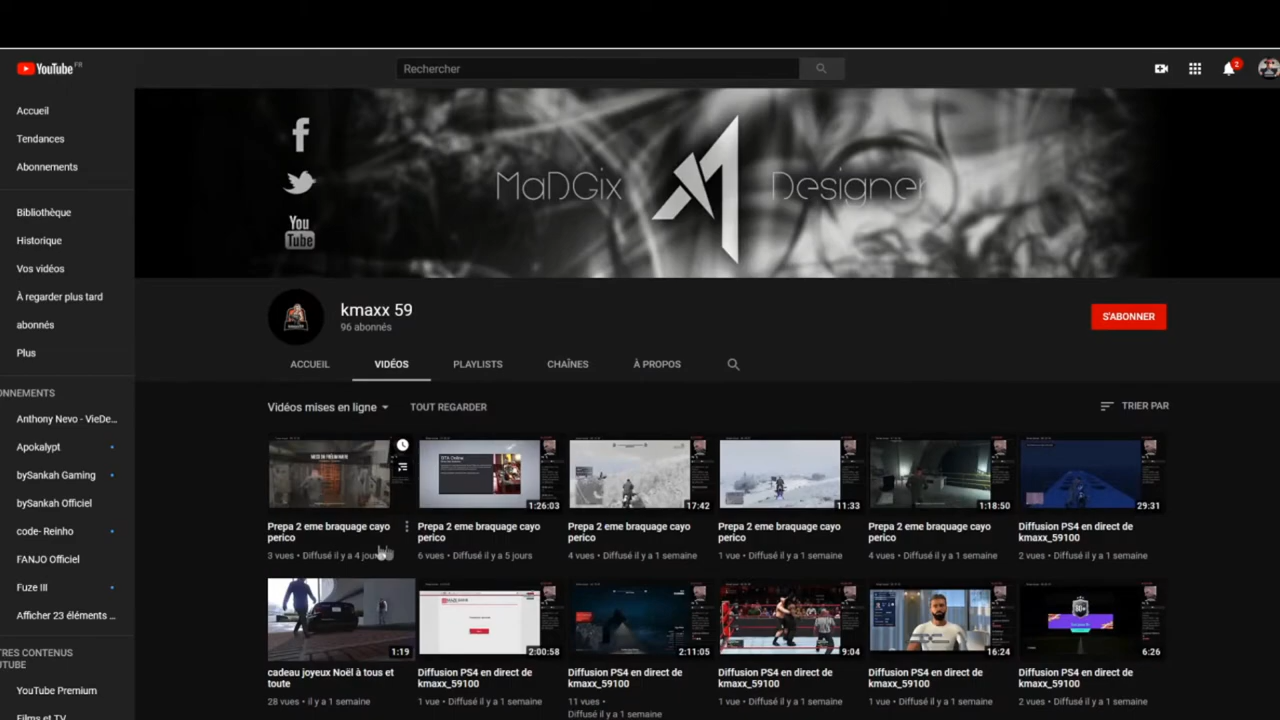 YouTube FR
Rechercher
2
Accueil
Tendances
Abonnements
Bibliothèque
Historique
Vos vidéos
À regarder plus tard
abonnés
Plus
ONNEMENTS
Anthony Nevo - VieDe...
Apokalypt
bySankah Gaming
bySankah Officiel
code- Reinho
FANJO Officiel
Fuze III
Afficher 23 éléments ...
TRES CONTENUS
UTUBE
YouTube Premium
Films et TV
You
Tube
MaDGix
Designer
kmaxx 59
96 abonnés
S'ABONNER
ACCUEIL
VIDÉOS
PLAYLISTS
CHAÎNES
À PROPOS
Vidéos mises en ligne
TOUT REGARDER
TRIER PAR
Prepa 2 eme braquage cayo
perico
3 vues • Diffusé il y a 4 jours
GTA Online
1:26:03
Prepa 2 eme braquage cayo
perico
6 vues • Diffusé il y a 5 jours
17:42
Prepa 2 eme braquage cayo
perico
4 vues • Diffusé il y a 1 semaine
11:33
Prepa 2 eme braquage cayo
perico
1 vue • Diffusé il y a 1 semaine
1:18:50
Prepa 2 eme braquage cayo
perico
4 vues • Diffusé il y a 1 semaine
29:31
Diffusion PS4 en direct de
kmaxx_59100
2 vues • Diffusé il y a 1 semaine
1:19
cadeau joyeux Noël à tous et
toute
28 vues • il y a 1 semaine
2:00:58
Diffusion PS4 en direct de
kmaxx_59100
1 vue • Diffusé il y a 1 semaine
2:11:05
Diffusion PS4 en direct de
kmaxx_59100
11 vues •
Diffusé il y a 1 semaine
9:04
Diffusion PS4 en direct de
kmaxx_59100
1 vue • Diffusé il y a 1 semaine
16:24
Diffusion PS4 en direct de
kmaxx_59100
1 vue • Diffusé il y a 1 semaine
6:26
Diffusion PS4 en direct de
kmaxx_59100
2 vues • Diffusé il y a 1 semaine